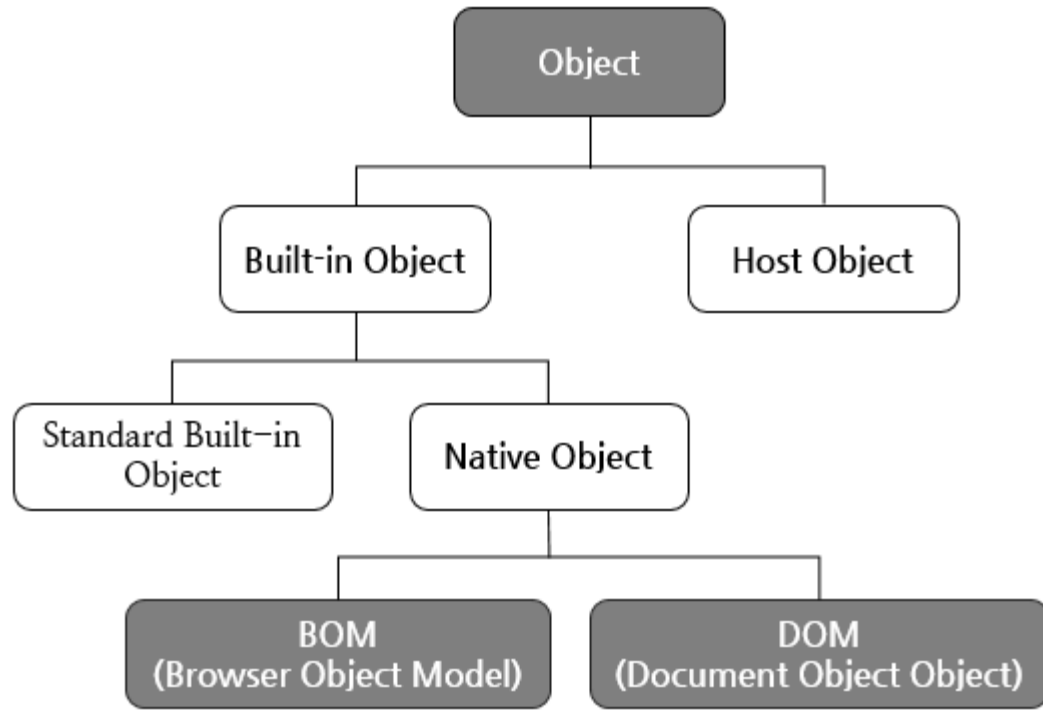 Object
Built-in Object
Host Object
Standard Built-in
Object
Native Object
BOM
(Browser Object Model)
DOM
(Document Object Object)